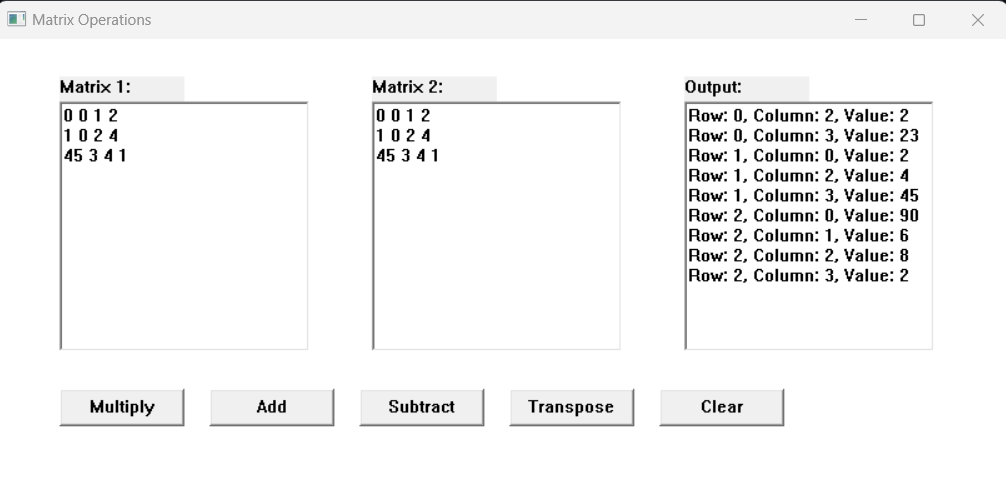 Matrix Operations
Matrix 1:
0 0 1 2
1 0 2 4
45 3 4 1
Matrix 2:
0 0 1 2
1 0 2 4
45 3 4 1
Output:
Row: 0, Column: 2, Value: 2
Row: 0, Column: 3, Value: 23
Row: 1, Column: 0, Value: 2
Row: 1, Column: 2, Value: 4
Row: 1, Column: 3, Value: 45
Row: 2, Column: 0, Value: 90
Row: 2, Column: 1, Value: 6
Row: 2, Column: 2, Value: 8
Row: 2, Column: 3, Value: 2
Multiply Add Subtract Transpose Clear